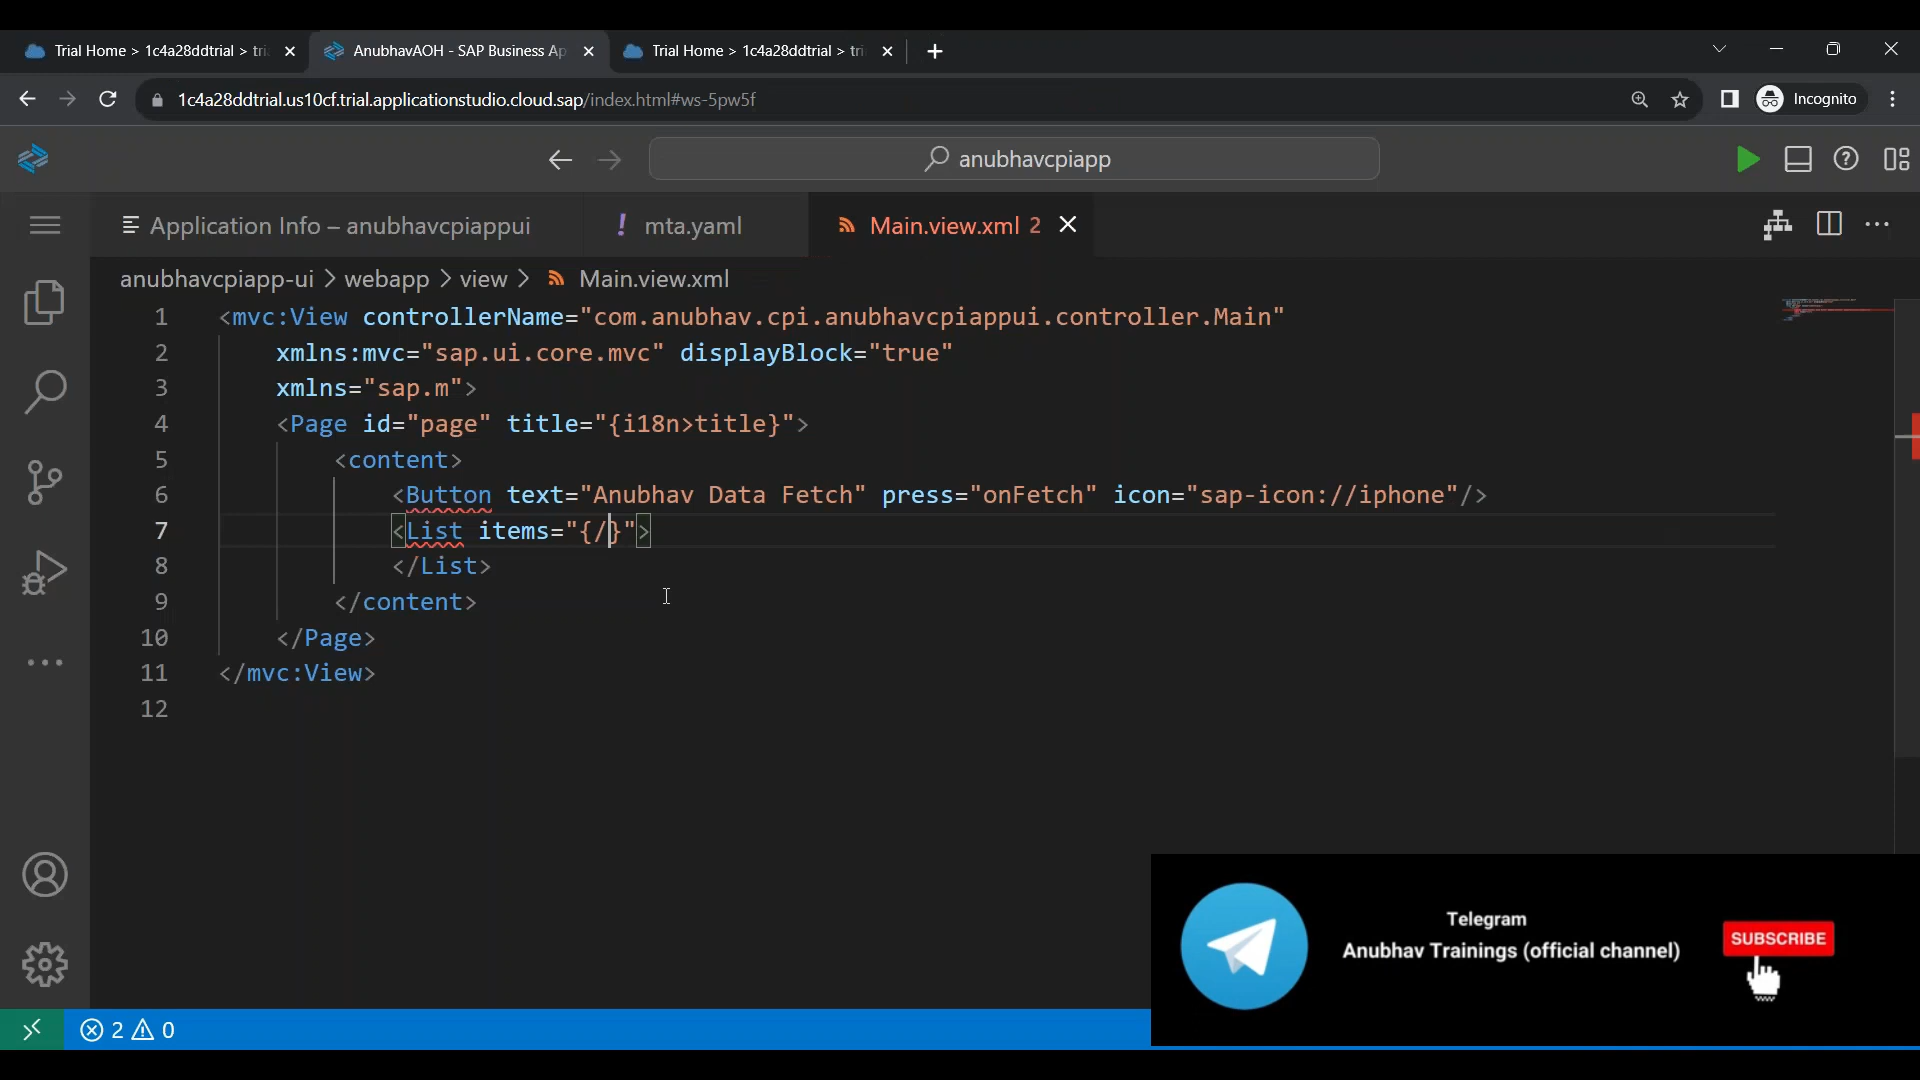 Trial Home > 1c4a28ddtrial > tri
AnubhavAOH - SAP Business Ap
Trial Home > 1c4a28ddtrial > tri
1c4a28ddtrial.us10cf.trial.applicationstudio.cloud.sap/index.html#ws-5pw5f
Incognito
anubhavcpiapp
Application Info – anubhavcpiappui
! mta.yaml
Main.view.xml 2
anubhavcpiapp-ui > webapp > view > Main.view.xml
1 <mvc:View controllerName="com.anubhav.cpi.anubhavcpiappui.controller.Main"
2 xmlns:mvc="sap.ui.core.mvc" displayBlock="true"
3 xmlns="sap.m">
4 <Page id="page" title="{i18n>title}">
5 <content>
6 <Button text="Anubhav Data Fetch" press="onFetch" icon="sap-icon://iphone"/>
7 <List items="{/}">
8 </List>
9 </content>
10 </Page>
11 </mvc:View>
12
Telegram
Anubhav Trainings (official channel)
SUBSCRIBE
2 0